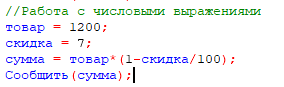 //Работа с числовыми выражениями
товар = 1200;
скидка = 7;
сумма = товар*(1-скидка/100);
Сообщить(сумма);